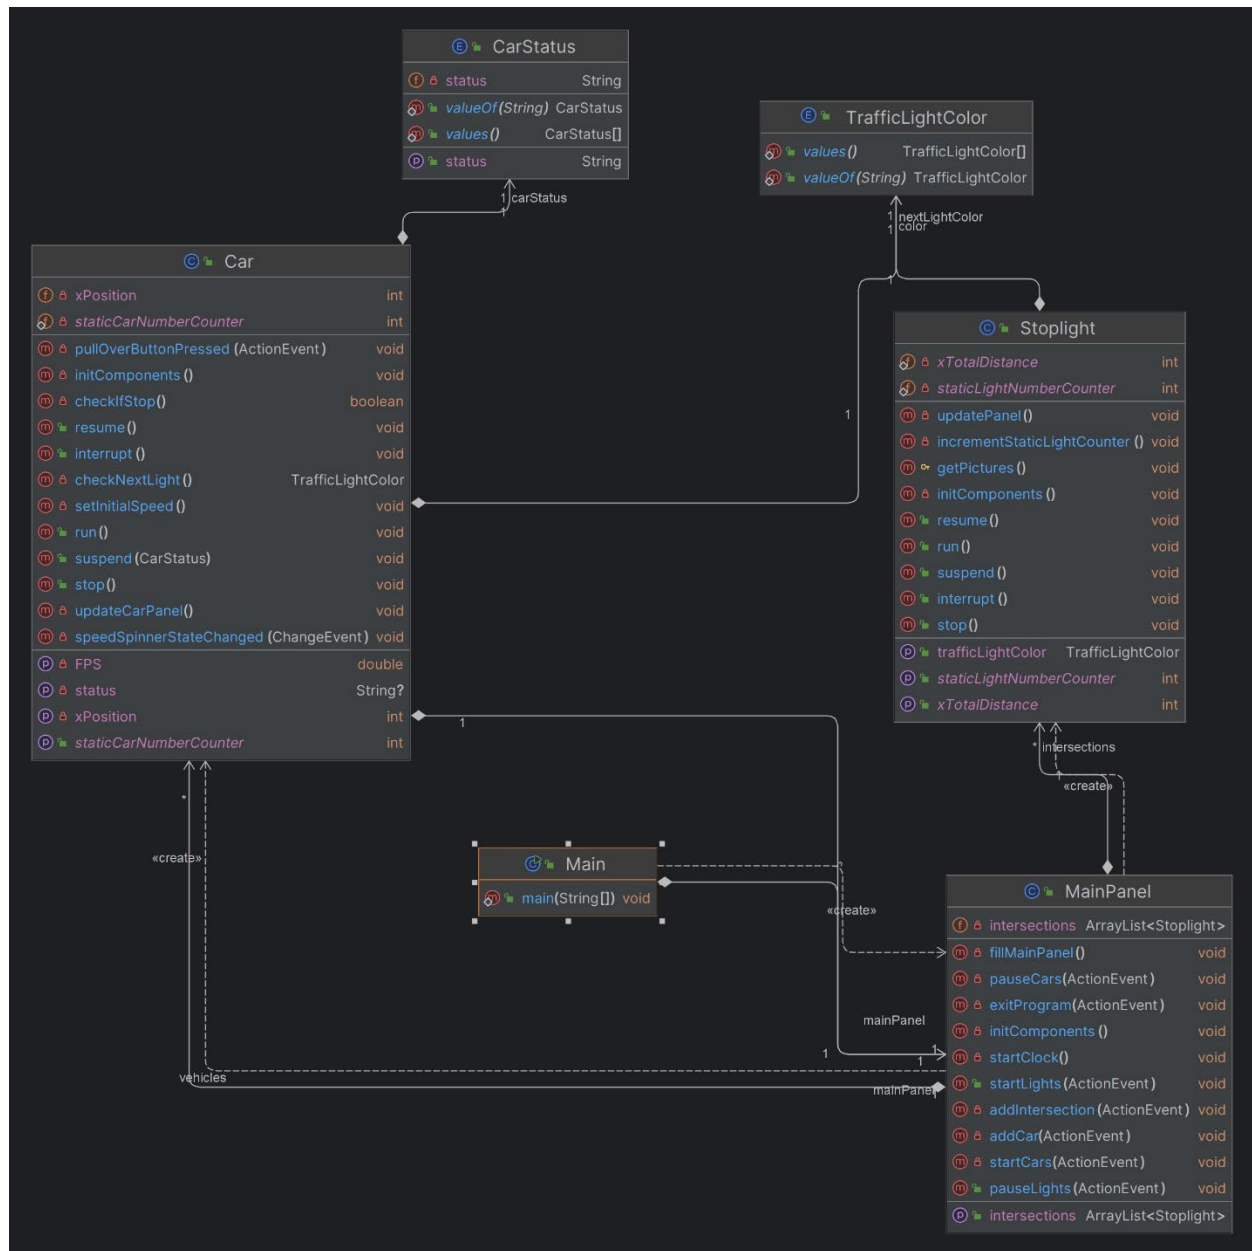 CarStatus
status String
valueOf(String) CarStatus
values() CarStatus[]
status String
1 carStatus
1
TrafficLightColor
values() TrafficLightColor[]
valueOf(String) TrafficLightColor
1 nextLightColor
1 color
1
1
Car
xPosition int
staticCarNumberCounter int
pullOverButtonPressed(ActionEvent) void
initComponents() void
checkIfStop() boolean
resume() void
interrupt() void
checkNextLight() TrafficLightColor
setInitialSpeed() void
run() void
suspend(CarStatus) void
stop() void
updateCarPanel() void
speedSpinnerStateChanged(ChangeEvent) void
FPS double
status String?
xPosition int
staticCarNumberCounter int
1
*
«create»
vehicles
Stoplight
xTotalDistance int
staticLightNumberCounter int
updatePanel() void
incrementStaticLightCounter() void
getPictures() void
initComponents() void
resume() void
run() void
suspend() void
interrupt() void
stop() void
trafficLightColor TrafficLightColor
staticLightNumberCounter int
xTotalDistance int
* intersections
1
«create»
Main
main(String[]) void
«create»
mainPanel
1
1
1
mainPanel
1
MainPanel
intersections ArrayList<Stoplight>
fillMainPanel() void
pauseCars(ActionEvent) void
exitProgram(ActionEvent) void
initComponents() void
startClock() void
startLights(ActionEvent) void
addIntersection(ActionEvent) void
addCar(ActionEvent) void
startCars(ActionEvent) void
pauseLights(ActionEvent) void
intersections ArrayList<Stoplight>